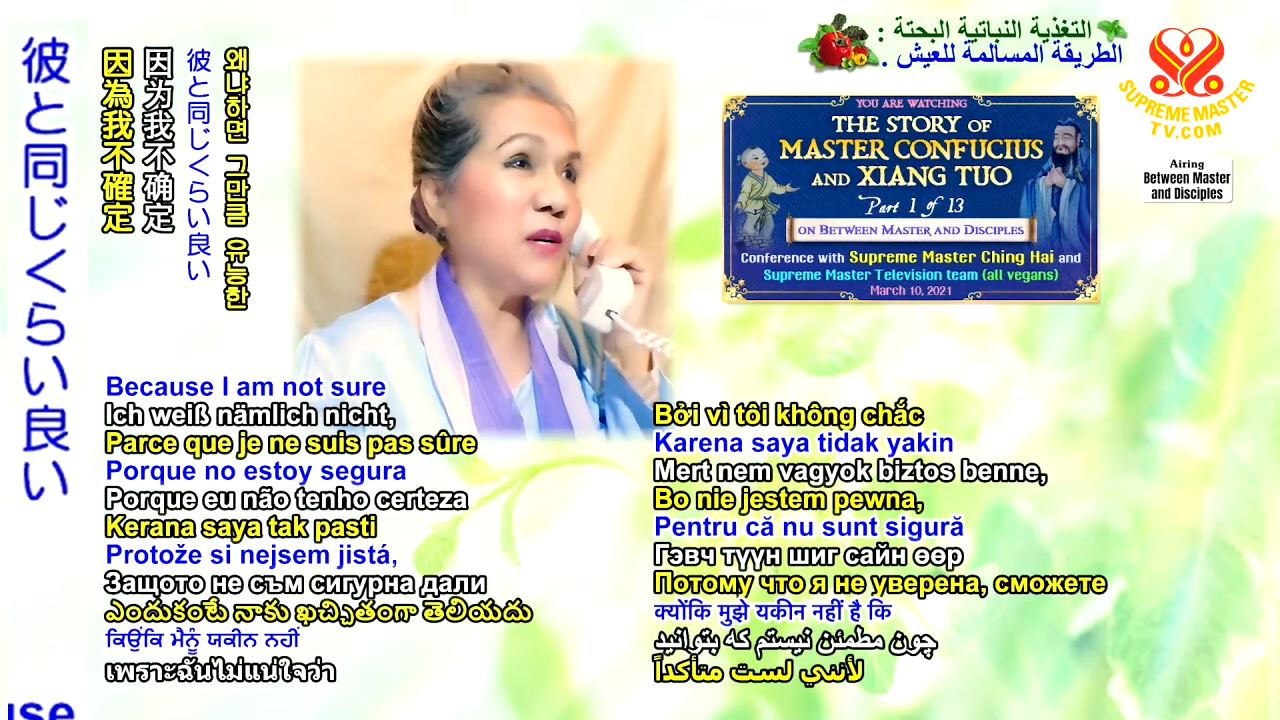 彼と同じくらい良い
因為我不確定
因为我不确定
彼と同じくらい良い
왜냐하면 그만큼 유능한
التغذية النباتية البحتة :
الطريقة المسالمة للعيش .
SUPREME MASTER
TV.COM
Airing
Between Master
and Disciples
YOU ARE WATCHING
THE STORY OF
MASTER CONFUCIUS
AND XIANG TUO
Part 1 of 13
ON BETWEEN MASTER AND DISCIPLES
Conference with Supreme Master Ching Hai and
Supreme Master Television team (all vegans)
March 10, 2021
Because I am not sure
Ich weiß nämlich nicht,
Parce que je ne suis pas sûre
Porque no estoy segura
Porque eu não tenho certeza
Kerana saya tak pasti
Protože si nejsem jistá,
Защото не съм сигурна дали
ఎందుకంటే నాకు ఖచ్చితంగా తెలియదు
ਕਿਉਂਕਿ ਮੈਨੂੰ ਯਕੀਨ ਨਹੀਂ
เพราะฉันไม่แน่ใจว่า
Bởi vì tôi không chắc
Karena saya tidak yakin
Mert nem vagyok biztos benne,
Bo nie jestem pewna,
Pentru că nu sunt sigură
Гэвч түүн шиг сайн өөр
Потому что я не уверена, сможете
क्योंकि मुझे यकीन नहीं है कि
چون مطمئن نیستم که بتوانید
لأنني لست متأكداً
use